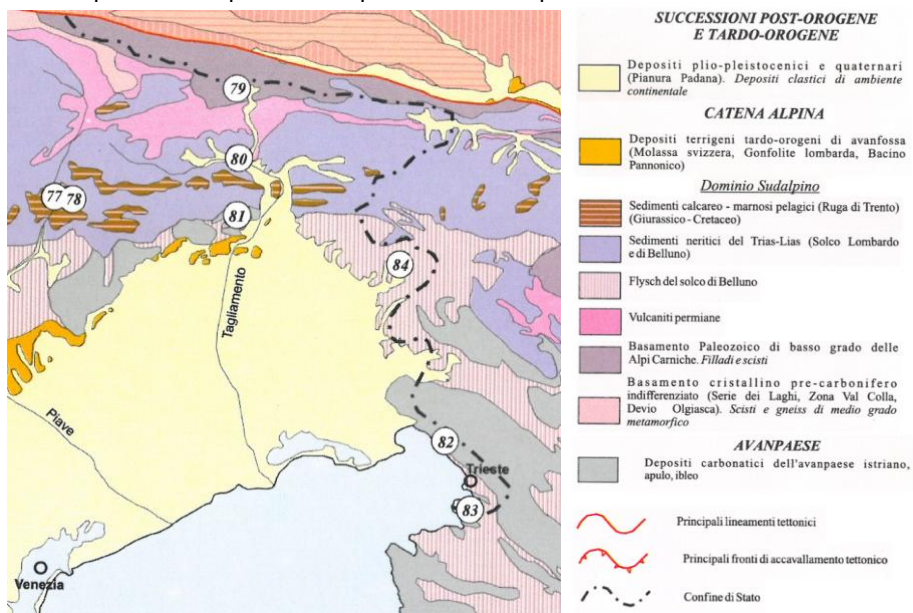 79
80
77
78
81
84
Tagliamento
Piave
82
Trieste
83
Venezia
SUCCESSIONI POST-OROGENE
E TARDO-OROGENE
Depositi plio-pleistocenici e quaternari
(Pianura Padana). Depositi clastici di ambiente
continentale
CATENA ALPINA
Depositi terrigeni tardo-orogeni di avanfossa
(Molassa svizzera, Gonfolite lombarda, Bacino
Pannonico)
Dominio Sudalpino
Sedimenti calcareo - marnosi pelagici (Ruga di Trento)
(Giurassico - Cretaceo)
Sedimenti neritici del Trias-Lias (Solco Lombardo
e di Belluno)
Flysch del solco di Belluno
Vulcaniti permiane
Basamento Paleozoico di basso grado delle
Alpi Carniche. Filladi e scisti
Basamento cristallino pre-carbonifero
indifferenziato (Serie dei Laghi, Zona Val Colla,
Devio Olgiasca). Scisti e gneiss di medio grado
metamorfico
AVANPAESE
Depositi carbonatici dell'avanpaese istriano,
apulo, ibleo
Principali lineamenti tettonici
Principali fronti di accavallamento tettonico
Confine di Stato